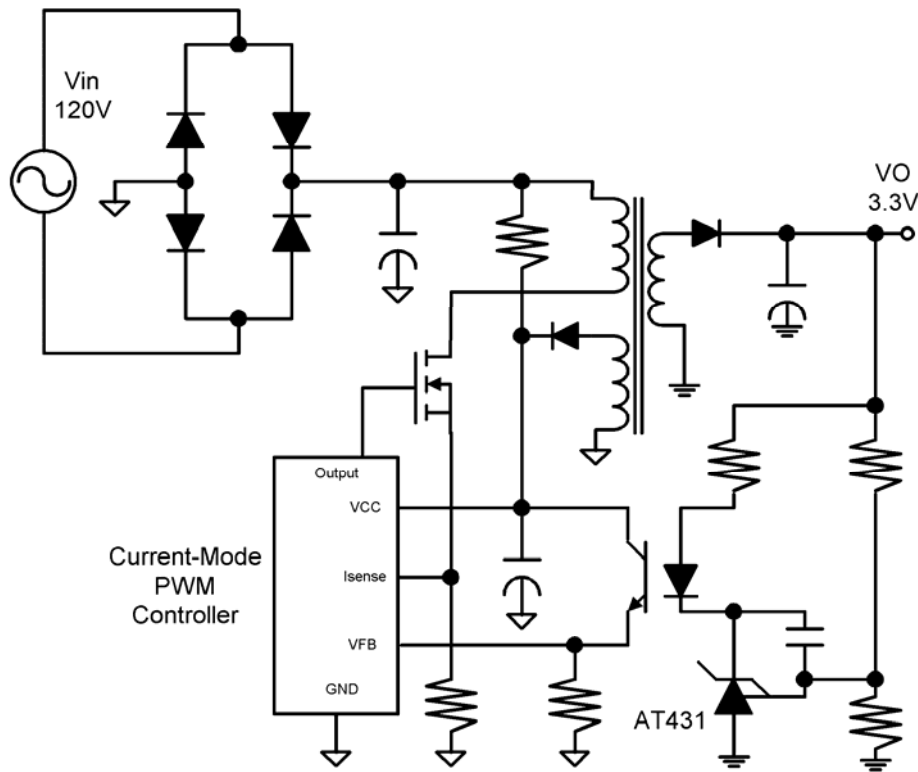 Vin
120V
VO
3.3V
Output
VCC
Current-Mode
PWM
Controller
Isense
VFB
GND
AT431